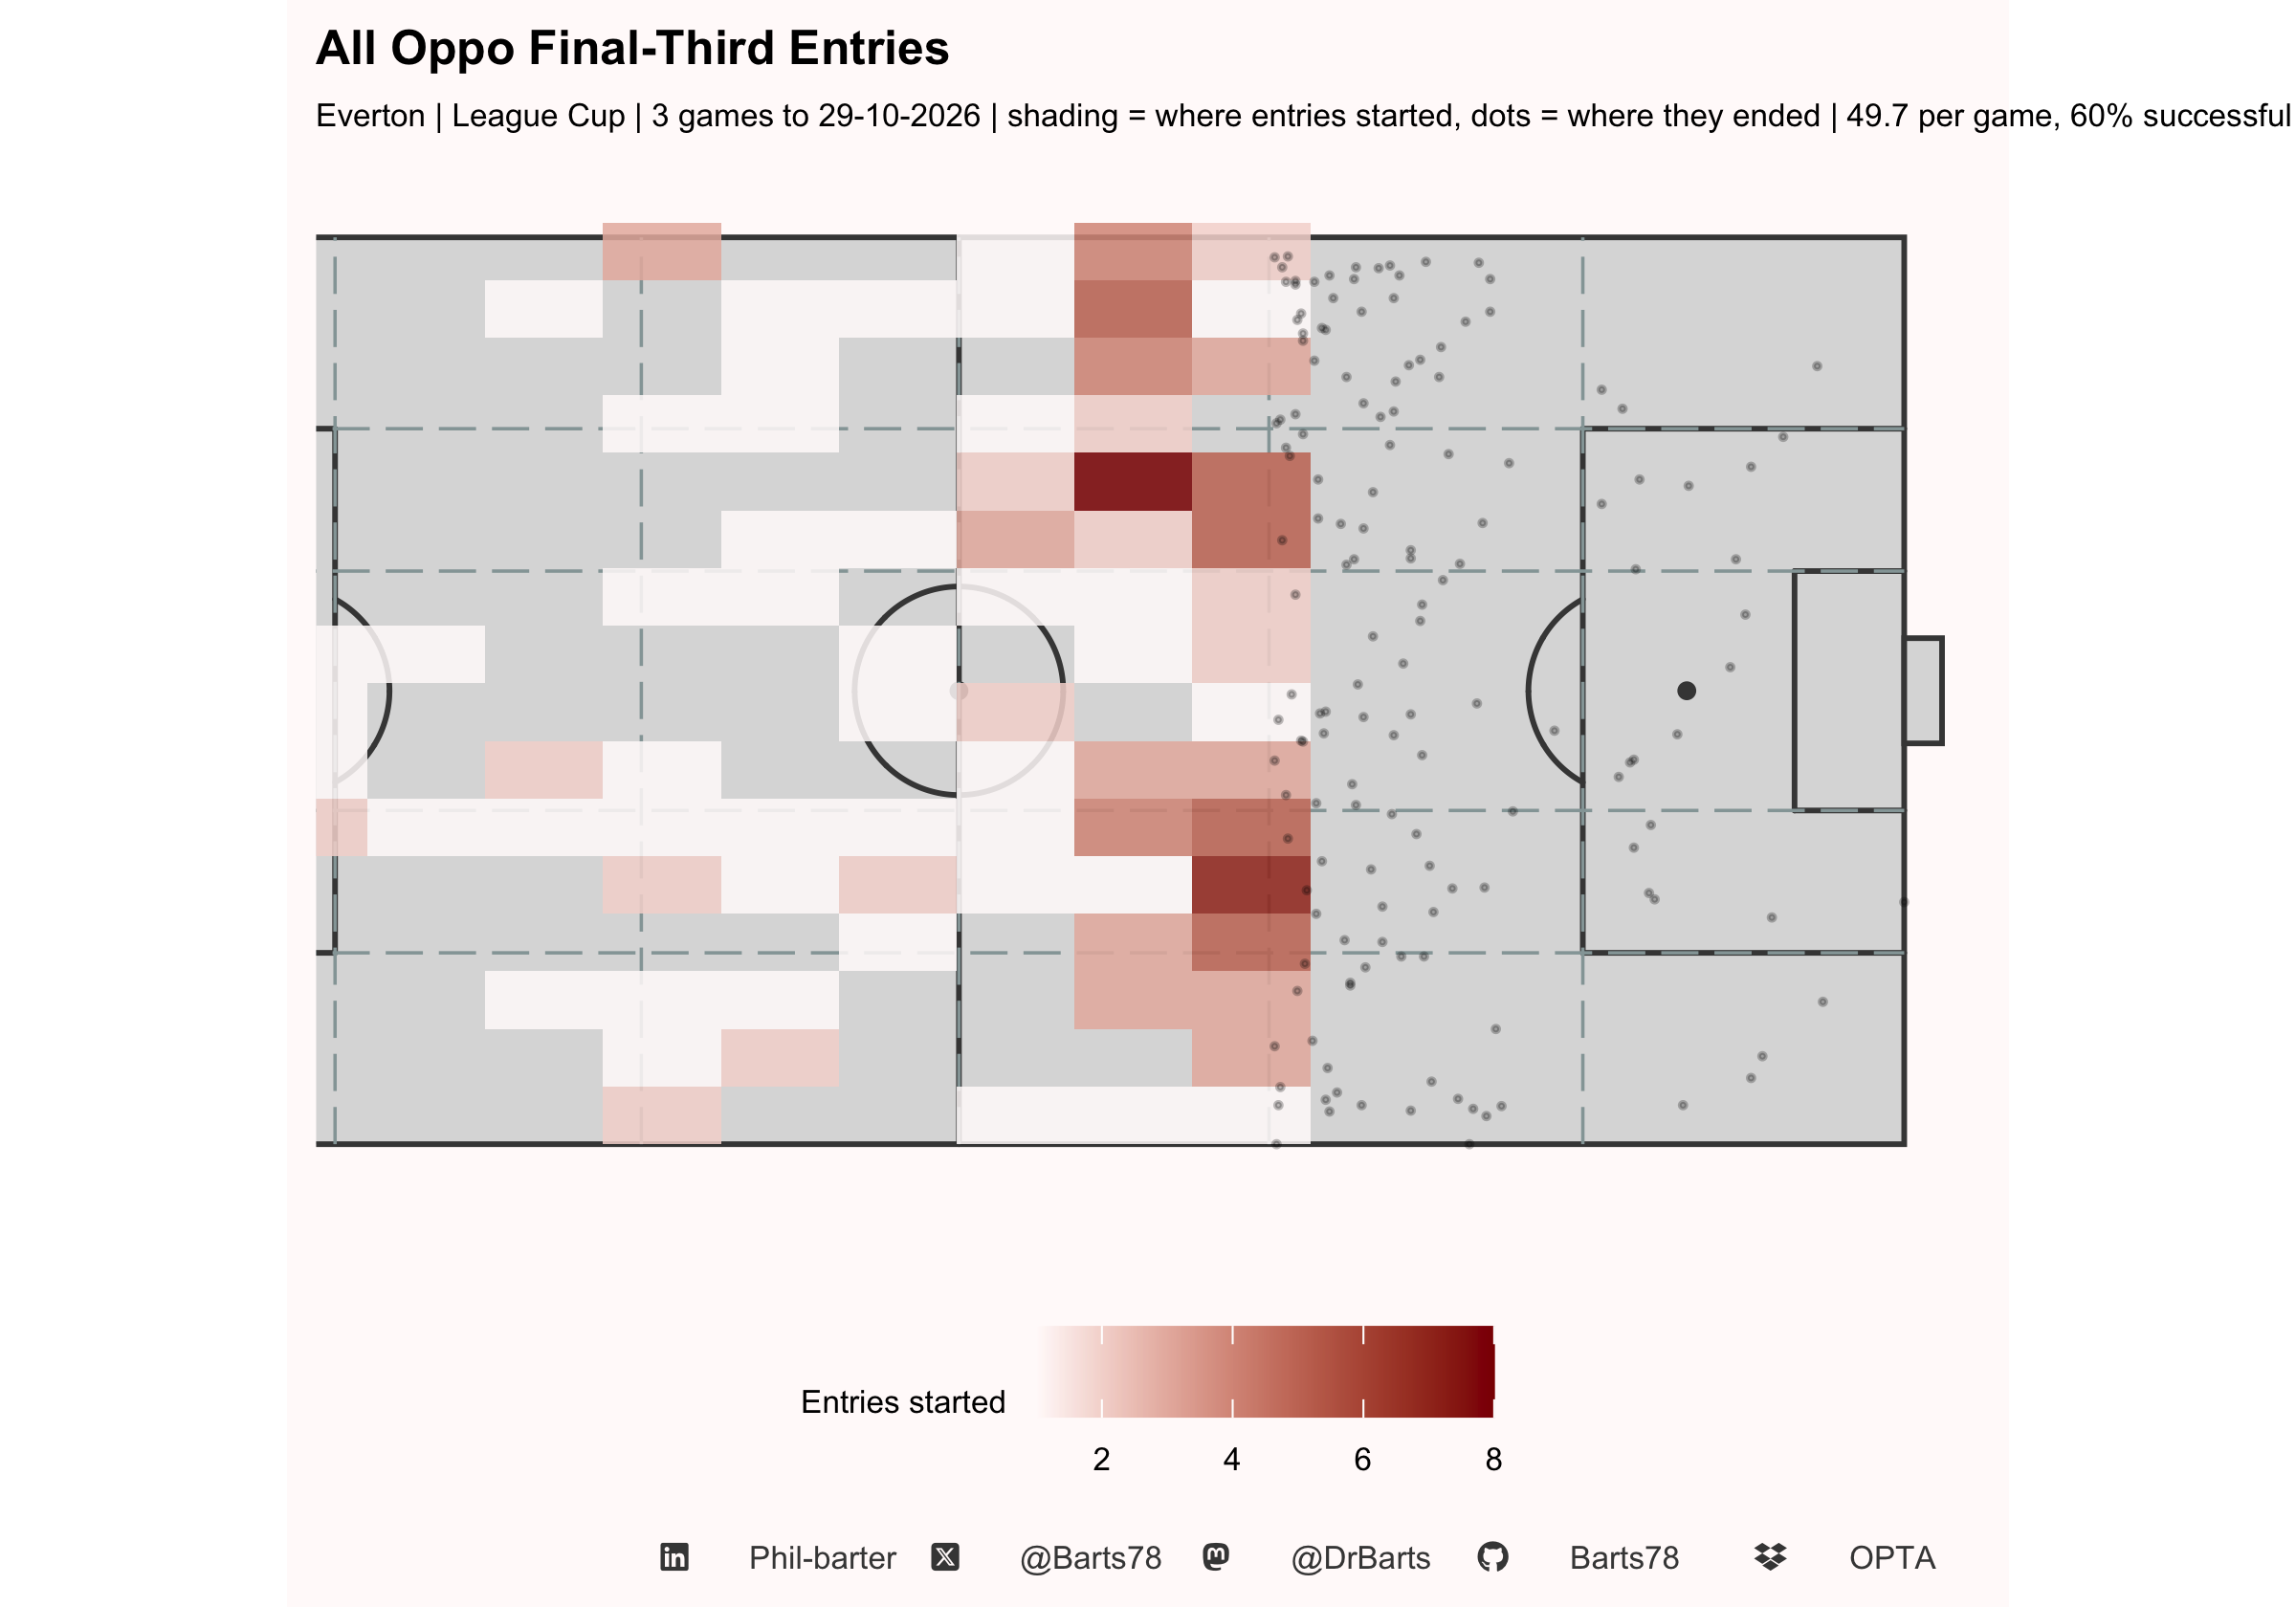 All Oppo Final-Third Entries
Everton | League Cup | 3 games to 29-10-2026 | shading = where entries started, dots = where they ended | 49.7 per game, 60% successful
Entries started
2 4 6 8
Phil-barter @Barts78 @DrBarts Barts78 OPTA